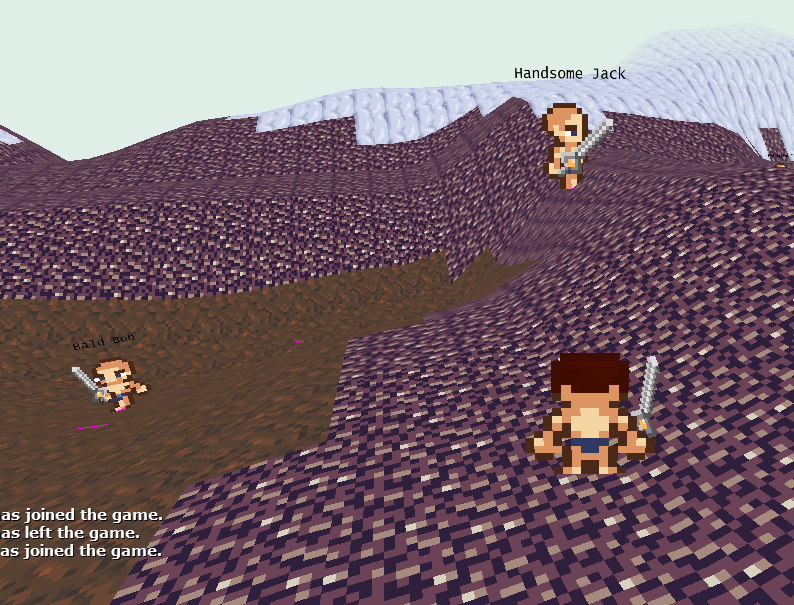 Handsome Jack
Bald Bob
as joined the game.
as left the game.
as joined the game.